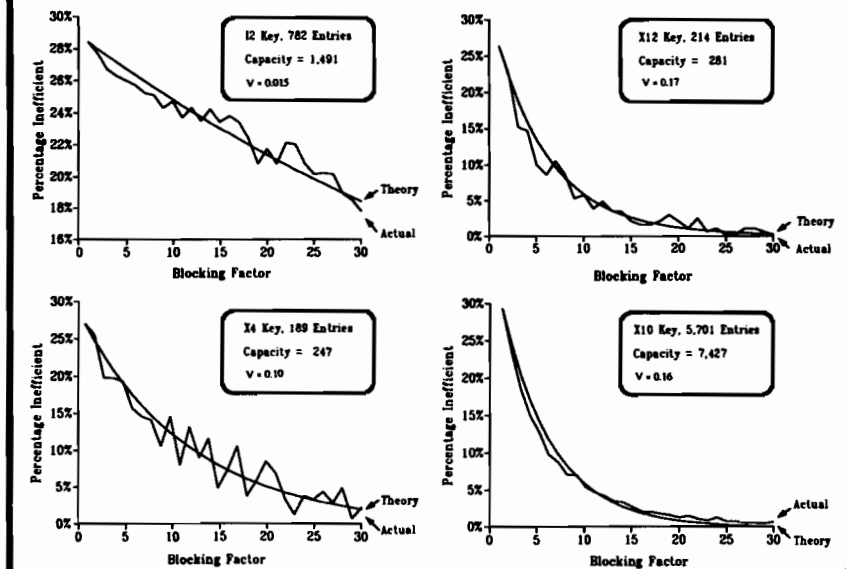 30%
28%
26%
24%
22%
20%
18%
16%
Percentage Inefficient
I2 Key, 782 Entries
Capacity = 1,491
V = 0.015
Theory
Actual
0 5 10 15 20 25 30
Blocking Factor
30%
25%
20%
15%
10%
5%
0%
Percentage Inefficient
X12 Key, 214 Entries
Capacity = 281
V = 0.17
Theory
Actual
0 5 10 15 20 25 30
Blocking Factor
30%
25%
20%
15%
10%
5%
0%
Percentage Inefficient
X4 Key, 189 Entries
Capacity = 247
V = 0.10
Theory
Actual
0 5 10 15 20 25 30
Blocking Factor
30%
25%
20%
15%
10%
5%
0%
Percentage Inefficient
X10 Key, 5,701 Entries
Capacity = 7,427
V = 0.16
Actual
Theory
0 5 10 15 20 25 30
Blocking Factor